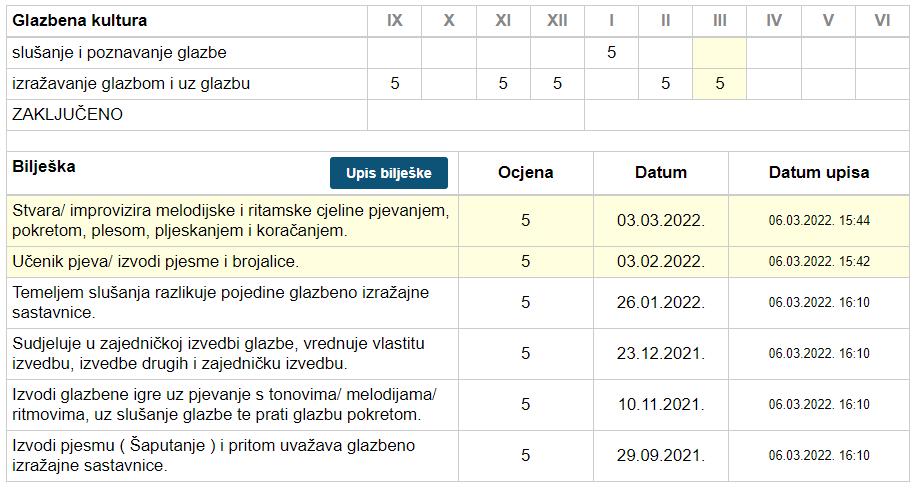 Glazbena kultura IX X XI XII I II III IV V VI
slušanje i poznavanje glazbe 5
izražavanje glazbom i uz glazbu 5 5 5 5 5
ZAKLJUČENO
Bilješka Upis bilješke Ocjena Datum Datum upisa
Stvara/ improvizira melodijske i ritamske cjeline pjevanjem,
pokretom, plesom, pljeskanjem i koračanjem. 5 03.03.2022. 06.03.2022. 15:44
Učenik pjeva/ izvodi pjesme i brojalice. 5 03.02.2022. 06.03.2022. 15:42
Temeljem slušanja razlikuje pojedine glazbeno izražajne
sastavnice. 5 26.01.2022. 06.03.2022. 16:10
Sudjeluje u zajedničkoj izvedbi glazbe, vrednuje vlastitu
izvedbu, izvedbe drugih i zajedničku izvedbu. 5 23.12.2021. 06.03.2022. 16:10
Izvodi glazbene igre uz pjevanje s tonovima/ melodijama/
ritmovima, uz slušanje glazbe te prati glazbu pokretom. 5 10.11.2021. 06.03.2022. 16:10
Izvodi pjesmu ( Šaputanje ) i pritom uvažava glazbeno
izražajne sastavnice. 5 29.09.2021. 06.03.2022. 16:10